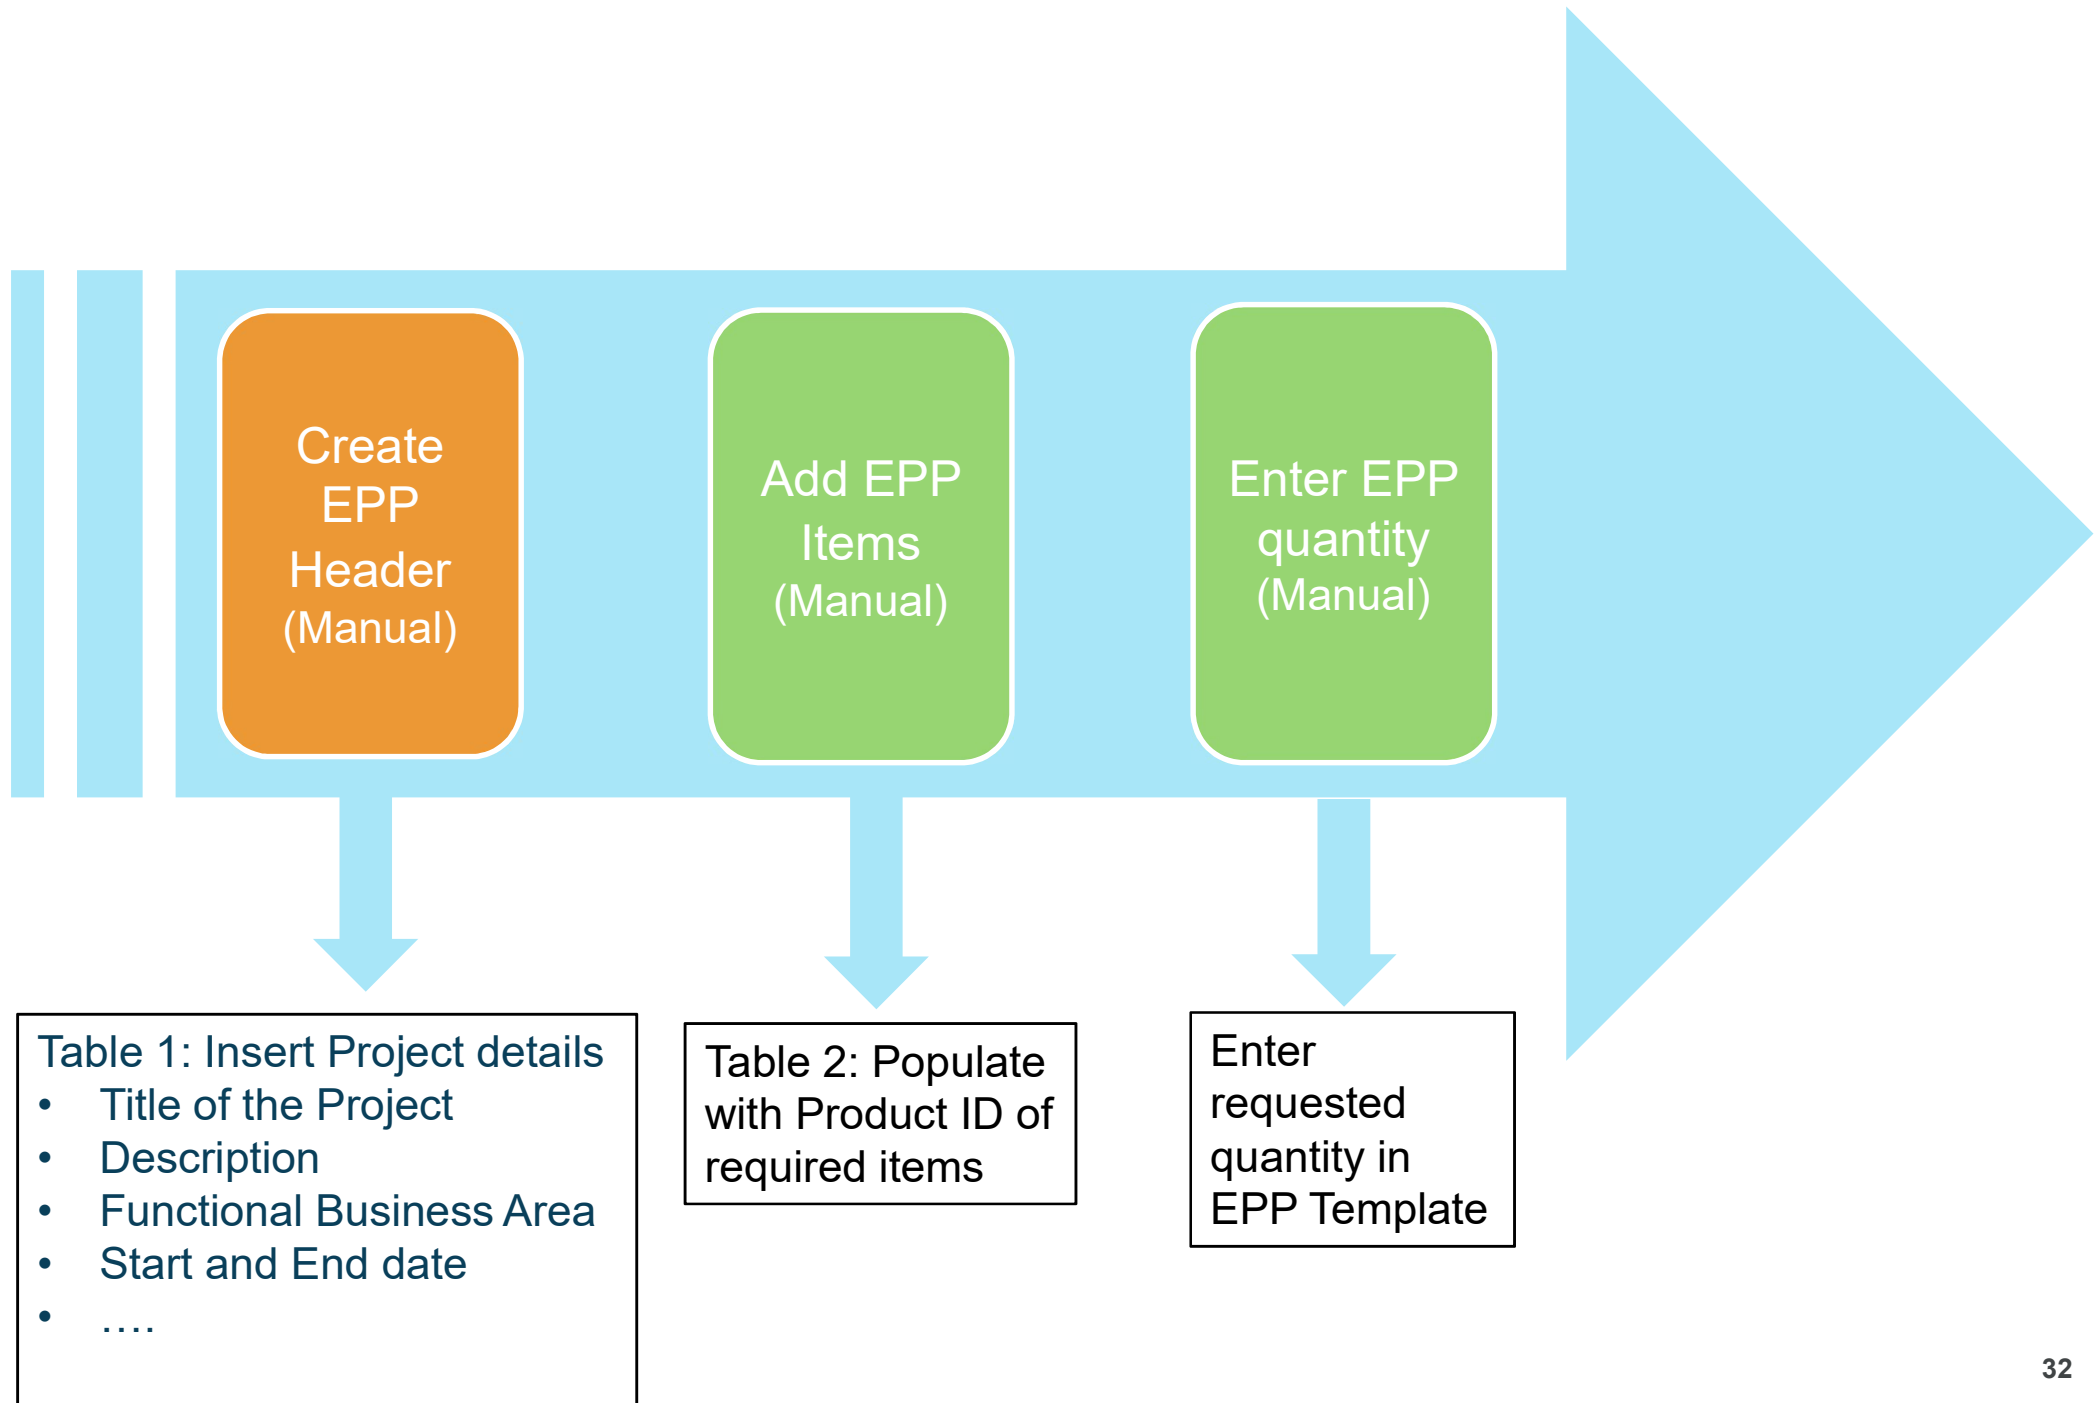 Create
EPP
Header
(Manual)
Add EPP
Items
(Manual)
Enter EPP
quantity
(Manual)
Table 1: Insert Project details
• Title of the Project
• Description
• Functional Business Area
• Start and End date
• ….
Table 2: Populate
with Product ID of
required items
Enter
requested
quantity in
EPP Template
32